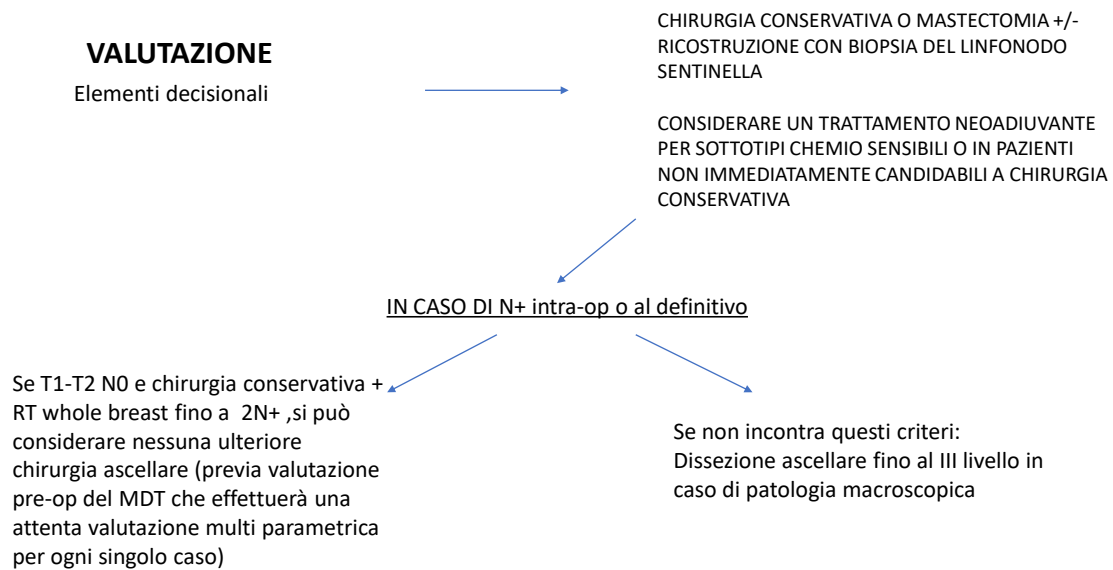 VALUTAZIONE
Elementi decisionali
CHIRURGIA CONSERVATIVA O MASTECTOMIA +/-
RICOSTRUZIONE CON BIOPSIA DEL LINFONODO
SENTINELLA
CONSIDERARE UN TRATTAMENTO NEOADIUVANTE
PER SOTTOTIPI CHEMIO SENSIBILI O IN PAZIENTI
NON IMMEDIATAMENTE CANDIDABILI A CHIRURGIA
CONSERVATIVA
IN CASO DI N+ intra-op o al definitivo
Se T1-T2 N0 e chirurgia conservativa +
RT whole breast fino a 2N+ ,si può
considerare nessuna ulteriore
chirurgia ascellare (previa valutazione
pre-op del MDT che effettuerà una
attenta valutazione multi parametrica
per ogni singolo caso)
Se non incontra questi criteri:
Dissezione ascellare fino al III livello in
caso di patologia macroscopica